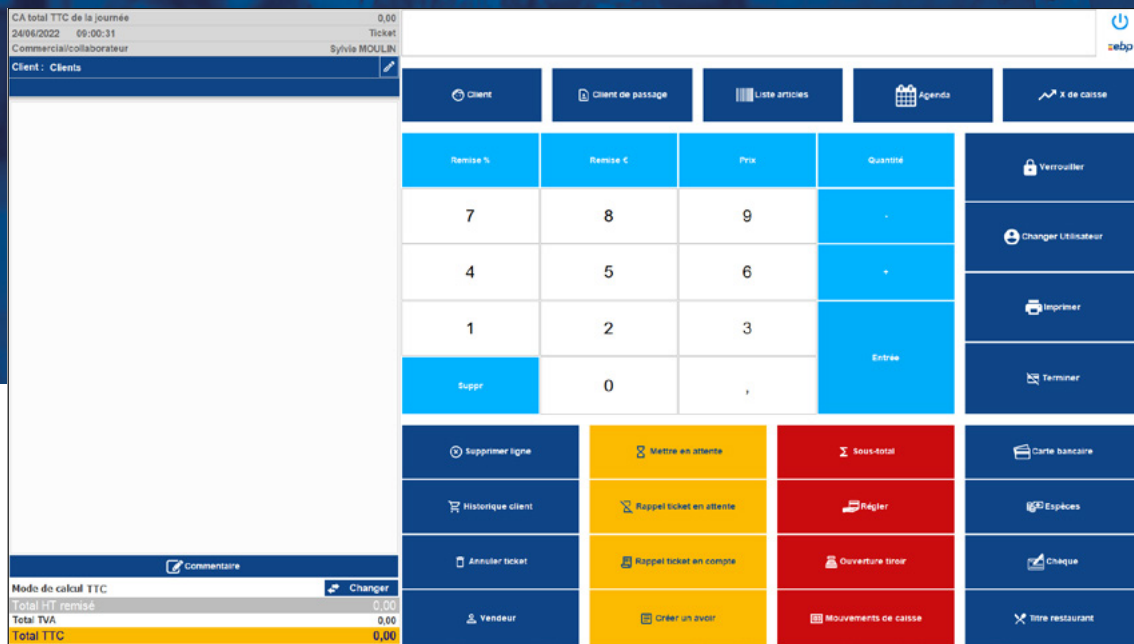 CA total TTC de la journée 0,00
24/06/2022 09:00:31 Ticket
Commercial/collaborateur Sylvie MOULIN
Client : Clients
ebp
Client
Client de passage
Liste articles
Agenda
X de caisse
Remise %
Remise €
Prix
Quantité
7
8
9
-
4
5
6
+
1
2
3
Entrée
Suppr
0
,
Verrouiller
Changer Utilisateur
Imprimer
Terminer
Supprimer ligne
Mettre en attente
Sous-total
Carte bancaire
Historique client
Rappel ticket en attente
Régler
Espèces
Annuler ticket
Rappel ticket en compte
Ouverture tiroir
Chèque
Vendeur
Créer un avoir
Mouvements de caisse
Titre restaurant
Commentaire
Mode de calcul TTC Changer
Total HT remisé 0,00
Total TVA 0,00
Total TTC 0,00